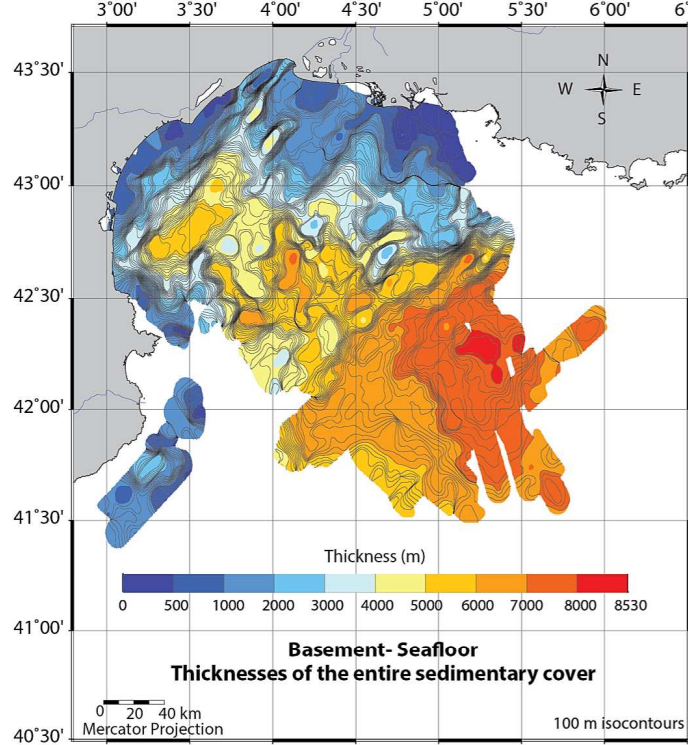 3˚00' 3˚30' 4˚00' 4˚30' 5˚00' 5˚30' 6˚00' 6
43˚30'
N
W E
S
43˚00'
42˚30'
42˚00'
41˚30'
Thickness (m)
0 500 1000 2000 3000 4000 5000 6000 7000 8000 8530
41˚00'
Basement- Seafloor
Thicknesses of the entire sedimentary cover
0 20 40 km
Mercator Projection
100 m isocontours
40˚30'